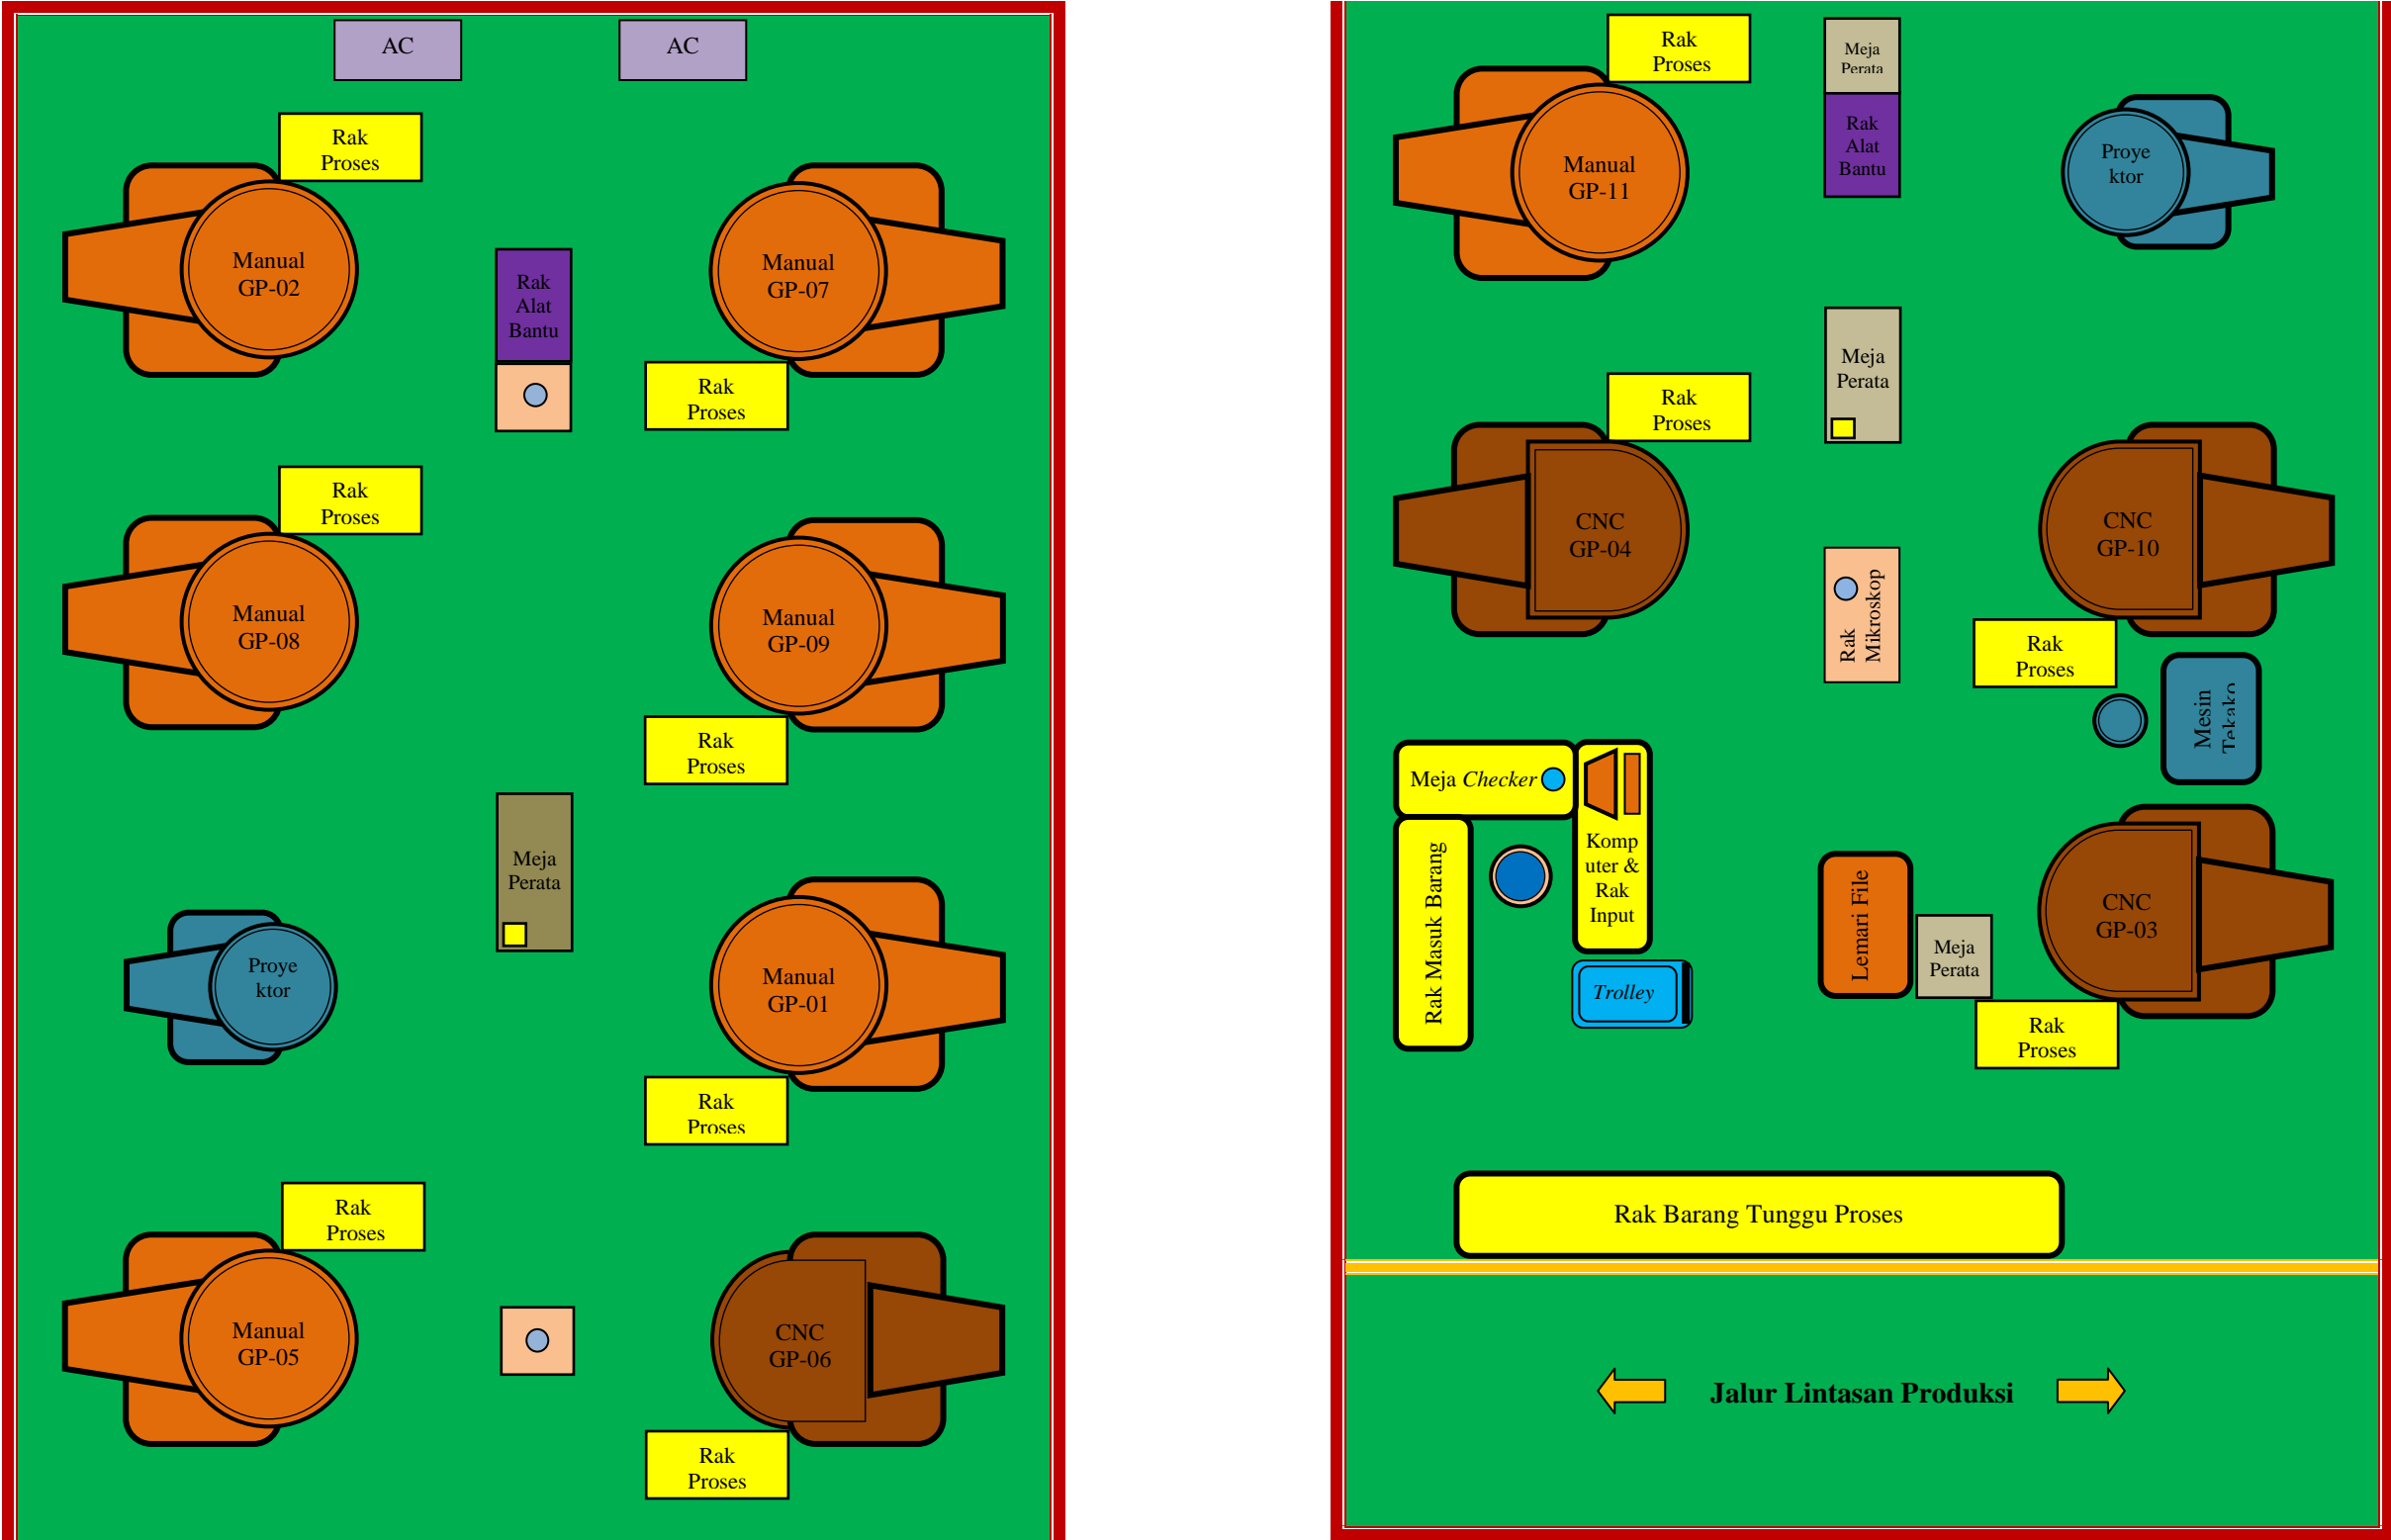 AC
AC
Rak
Proses
Manual
GP-02
Manual
GP-07
Rak
Alat
Bantu
Rak
Proses
Rak
Proses
Manual
GP-08
Manual
GP-09
Rak
Proses
Meja
Perata
Proye
ktor
Manual
GP-01
Rak
Proses
Rak
Proses
Manual
GP-05
CNC
GP-06
Rak
Proses
Rak
Proses
Meja
Perata
Rak
Alat
Bantu
Manual
GP-11
Proye
ktor
Meja
Perata
Rak
Proses
CNC
GP-04
CNC
GP-10
Rak
Mikroskop
Rak
Proses
Mesin
Tekako
Meja Checker
Komp
uter &
Rak
Input
Rak Masuk Barang
Trolley
Lemari File
Meja
Perata
CNC
GP-03
Rak
Proses
Rak Barang Tunggu Proses
Jalur Lintasan Produksi